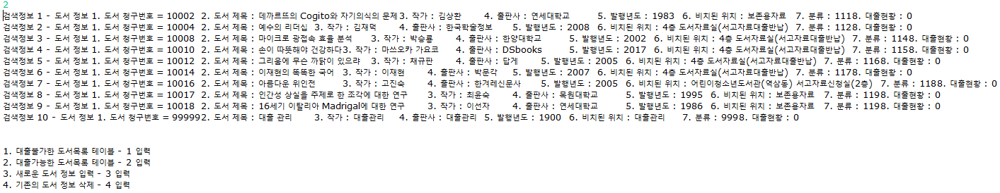 2
검색정보 1 - 도서 정보 1. 도서 청구번호 = 10002 2. 도서 제목 : 데까르뜨의 Cogito와 자기의식의 문제 3. 작가 : 김상환 4. 출판사 : 연세대학교 5. 발행년도 : 1983 6. 비치된 위치 : 보존용자료 7. 분류 : 1118. 대출현황 : 0
검색정보 2 - 도서 정보 1. 도서 청구번호 = 10004 2. 도서 제목 : 예수의 리더십 3. 작가 : 김재덕 4. 출판사 : 한국학술정보 5. 발행년도 : 2008 6. 비치된 위치 : 4층 도서자료실(서고자료대출반납) 7. 분류 : 1128. 대출현황 : 0
검색정보 3 - 도서 정보 1. 도서 청구번호 = 10008 2. 도서 제목 : 마이크로 광접속 효율 분석 3. 작가 : 박승룡 4. 출판사 : 한양대학교 5. 발행년도 : 2002 6. 비치된 위치 : 4층 도서자료실(서고자료대출반납) 7. 분류 : 1148. 대출현황 : 0
검색정보 4 - 도서 정보 1. 도서 청구번호 = 10010 2. 도서 제목 : 손이 따뜻해야 건강하다3. 작가 : 마쓰오카 가요코 4. 출판사 : DSbooks 5. 발행년도 : 2017 6. 비치된 위치 : 4층 도서자료실(서고자료대출반납) 7. 분류 : 1158. 대출현황 : 0
검색정보 5 - 도서 정보 1. 도서 청구번호 = 10012 2. 도서 제목 : 그리움에 무슨 까닭이 있으랴 3. 작가 : 채규판 4. 출판사 : 답게 5. 발행년도 : 2005 6. 비치된 위치 : 4층 도서자료실(서고자료대출반납) 7. 분류 : 1168. 대출현황 : 0
검색정보 6 - 도서 정보 1. 도서 청구번호 = 10014 2. 도서 제목 : 이재현의 똑똑한 국어 3. 작가 : 이재현 4. 출판사 : 박문각 5. 발행년도 : 2007 6. 비치된 위치 : 4층 도서자료실(서고자료대출반납) 7. 분류 : 1178. 대출현황 : 0
검색정보 7 - 도서 정보 1. 도서 청구번호 = 10016 2. 도서 제목 : 아름다운 위인전 3. 작가 : 고진숙 4. 출판사 : 한겨레신문사 5. 발행년도 : 2005 6. 비치된 위치 : 어린이청소년도서관(역삼동) 서고자료신청실(2층) 7. 분류 : 1188. 대출현황 : 0
검색정보 8 - 도서 정보 1. 도서 청구번호 = 10017 2. 도서 제목 : 인간성 상실을 주제로 한 조각에 대한 연구 3. 작가 : 최윤숙 4. 출판사 : 목원대학교 5. 발행년도 : 1995 6. 비치된 위치 : 보존용자료 7. 분류 : 1198. 대출현황 : 0
검색정보 9 - 도서 정보 1. 도서 청구번호 = 10018 2. 도서 제목 : 16세기 이탈리아 Madrigal에 대한 연구 3. 작가 : 이선자 4. 출판사 : 연세대학교 5. 발행년도 : 1986 6. 비치된 위치 : 보존용자료 7. 분류 : 1198. 대출현황 : 0
검색정보 10 - 도서 정보 1. 도서 청구번호 = 999992. 도서 제목 : 대출 관리 3. 작가 : 대출관리 4. 출판사 : 대출관리 5. 발행년도 : 1900 6. 비치된 위치 : 대출관리 7. 분류 : 9998. 대출현황 : 0
1. 대출불가한 도서목록 테이블 - 1 입력
2. 대출가능한 도서목록 테이블 - 2 입력
3. 새로운 도서 정보 입력 - 3 입력
4. 기존의 도서 정보 삭제 - 4 입력